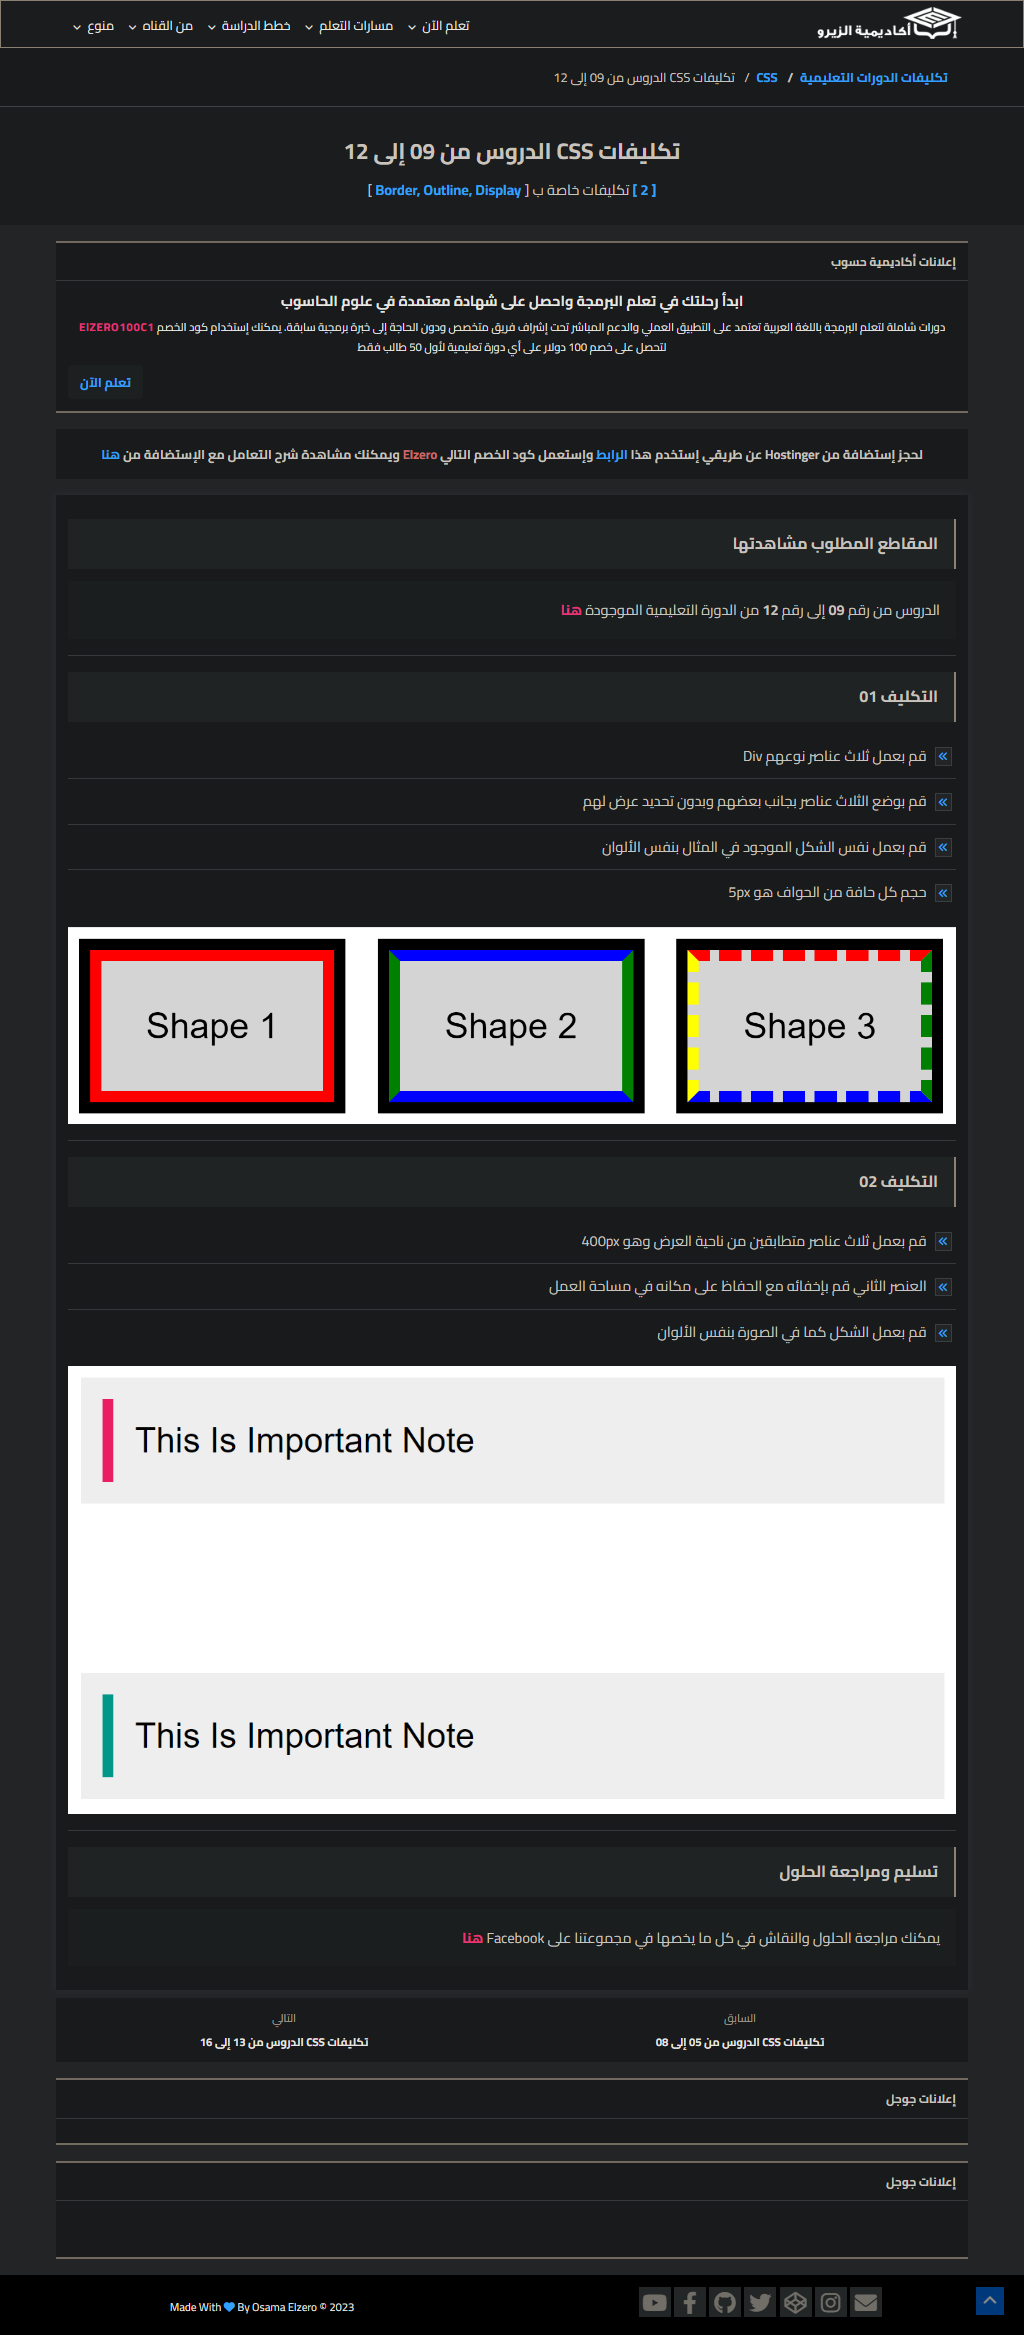 أكاديمية الزيرو
تعلم الآن
مسارات التعلم
خطط الدراسة
من القناه
منوع
تكليفات الدورات التعليمية / CSS / تكليفات CSS الدروس من 09 إلى 12
تكليفات CSS الدروس من 09 إلى 12
[ 2 ] تكليفات خاصة ب [ Border, Outline, Display ]
إعلانات أكاديمية حسوب
ابدأ رحلتك في تعلم البرمجة واحصل على شهادة معتمدة في علوم الحاسوب
دورات شاملة لتعلم البرمجة باللغة العربية تعتمد على التطبيق العملي والدعم المباشر تحت إشراف فريق متخصص ودون الحاجة إلى خبرة برمجية سابقة. يمكنك إستخدام كود الخصم ElZERO100C1
لتحصل على خصم 100 دولار على أي دورة تعليمية لأول 50 طالب فقط
تعلم الآن
لحجز إستضافة من Hostinger عن طريقي إستخدم هذا الرابط وإستعمل كود الخصم التالي Elzero ويمكنك مشاهدة شرح التعامل مع الإستضافة من هنا
المقاطع المطلوب مشاهدتها
الدروس من رقم 09 إلى رقم 12 من الدورة التعليمية الموجودة هنا
التكليف 01
قم بعمل ثلاث عناصر نوعهم Div
قم بوضع الثلاث عناصر بجانب بعضهم وبدون تحديد عرض لهم
قم بعمل نفس الشكل الموجود في المثال بنفس الألوان
حجم كل حافة من الحواف هو 5px
Shape 1
Shape 2
Shape 3
التكليف 02
قم بعمل ثلاث عناصر متطابقين من ناحية العرض وهو 400px
العنصر الثاني قم بإخفائه مع الحفاظ على مكانه في مساحة العمل
قم بعمل الشكل كما في الصورة بنفس الألوان
This Is Important Note
This Is Important Note
تسليم ومراجعة الحلول
يمكنك مراجعة الحلول والنقاش في كل ما يخصها في مجموعتنا على Facebook هنا
السابق
تكليفات CSS الدروس من 05 إلى 08
التالي
تكليفات CSS الدروس من 13 إلى 16
إعلانات جوجل
إعلانات جوجل
Made With By Osama Elzero © 2023